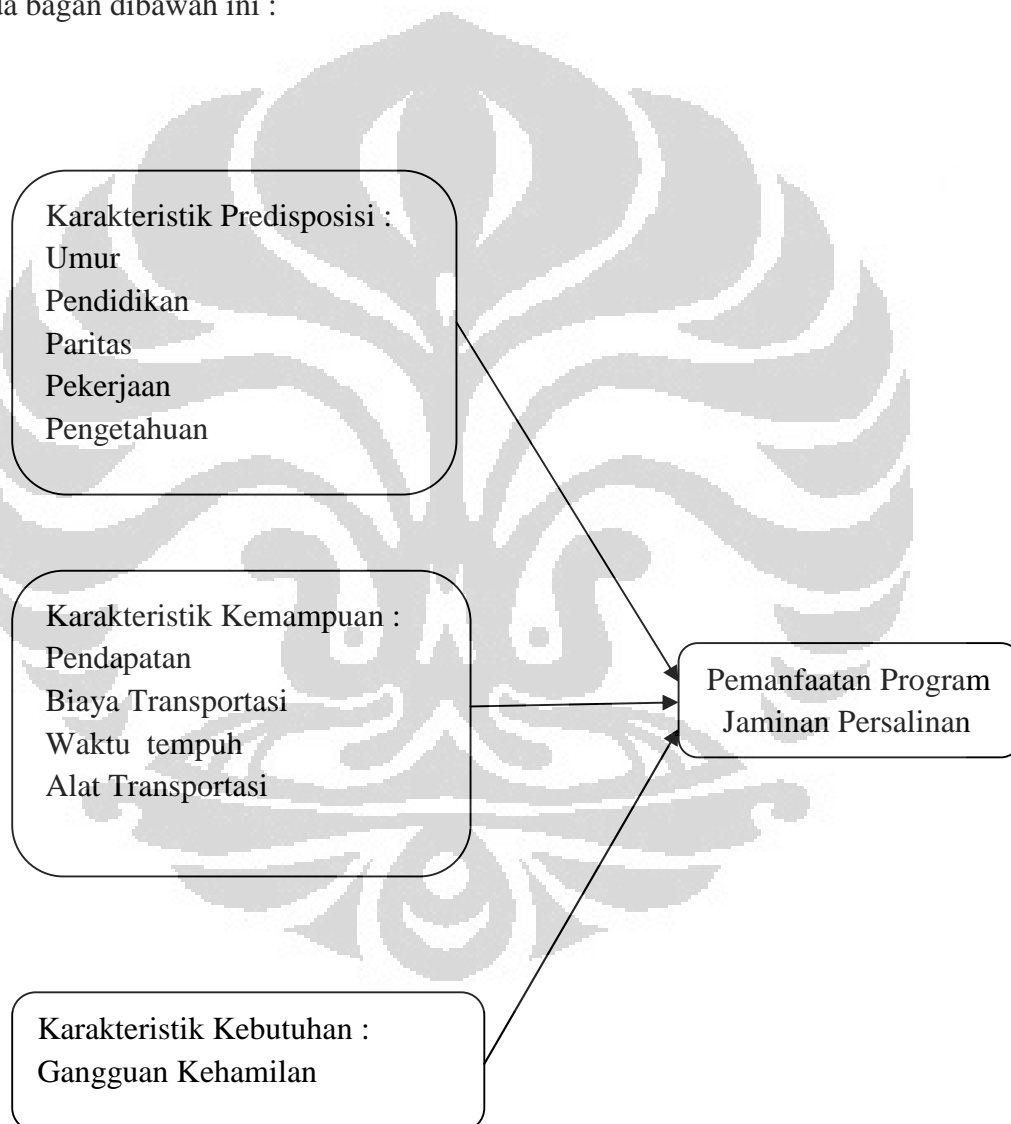 bagan dibawah ini :
Karakteristik Predisposisi :
Umur
Pendidikan
Paritas
Pekerjaan
Pengetahuan
Karakteristik Kemampuan :
Pendapatan
Biaya Transportasi
Waktu tempuh
Alat Transportasi
Pemanfaatan Program
Jaminan Persalinan
Karakteristik Kebutuhan :
Gangguan Kehamilan